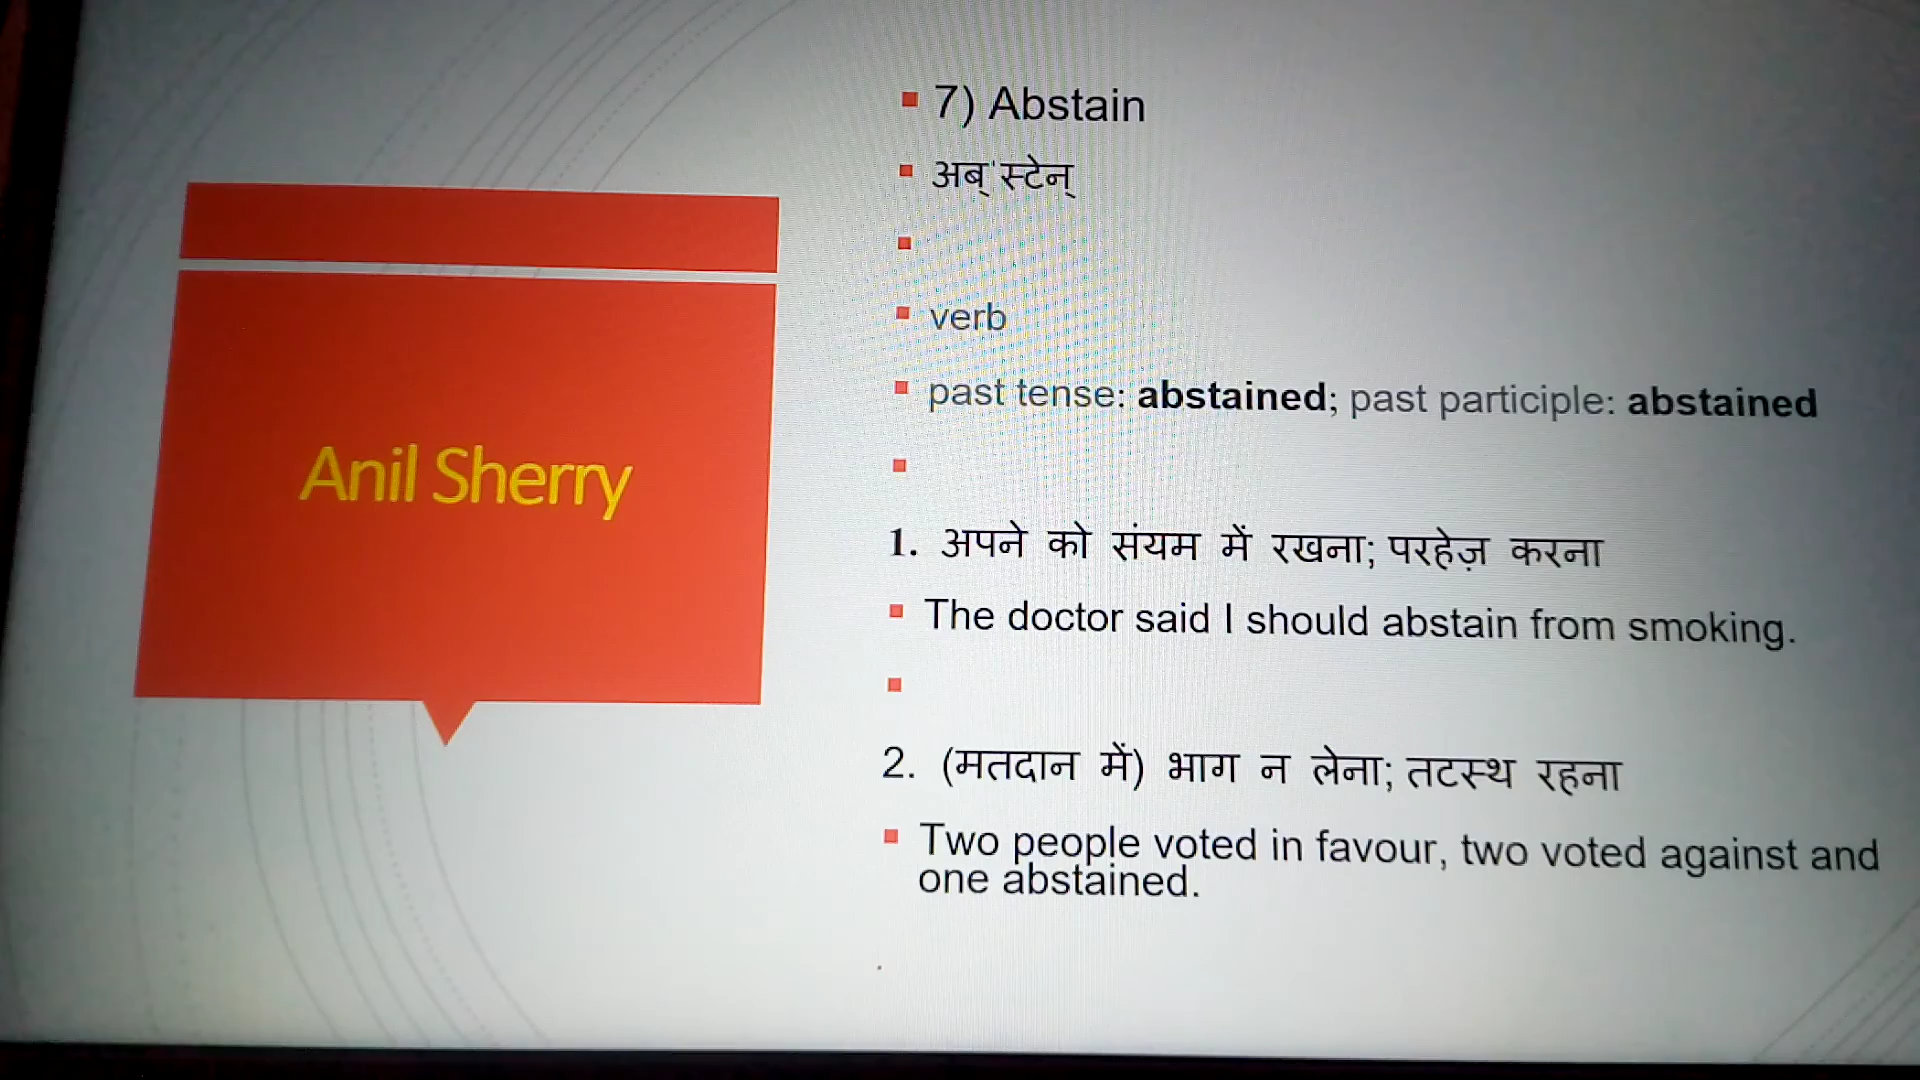 Anil Sherry
7) Abstain
अब्'स्टेन्
verb
past tense: abstained; past participle: abstained
1. अपने को संयम में रखना; परहेज़ करना
The doctor said I should abstain from smoking.
2. (मतदान में) भाग न लेना; तटस्थ रहना
Two people voted in favour, two voted against and
one abstained.